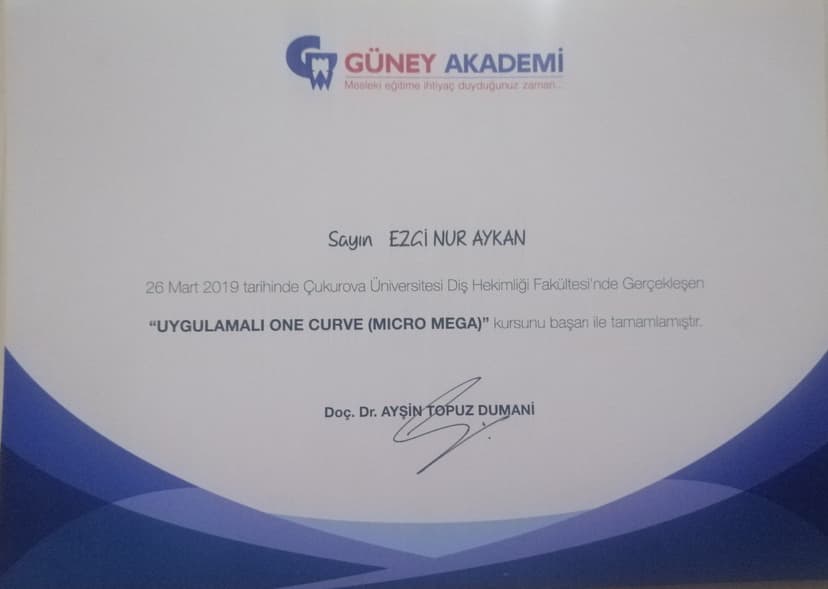 GÜNEY AKADEMİ
Mesleki eğitime ihtiyaç duyduğunuz zaman...
Sayın EZGİ NUR AYKAN
26 Mart 2019 tarihinde Çukurova Üniversitesi Diş Hekimliği Fakültesi'nde Gerçekleşen
“UYGULAMALI ONE CURVE (MICRO MEGA)” kursunu başarı ile tamamlamıştır.
Doç. Dr. AYŞİN TOPUZ DUMANİ